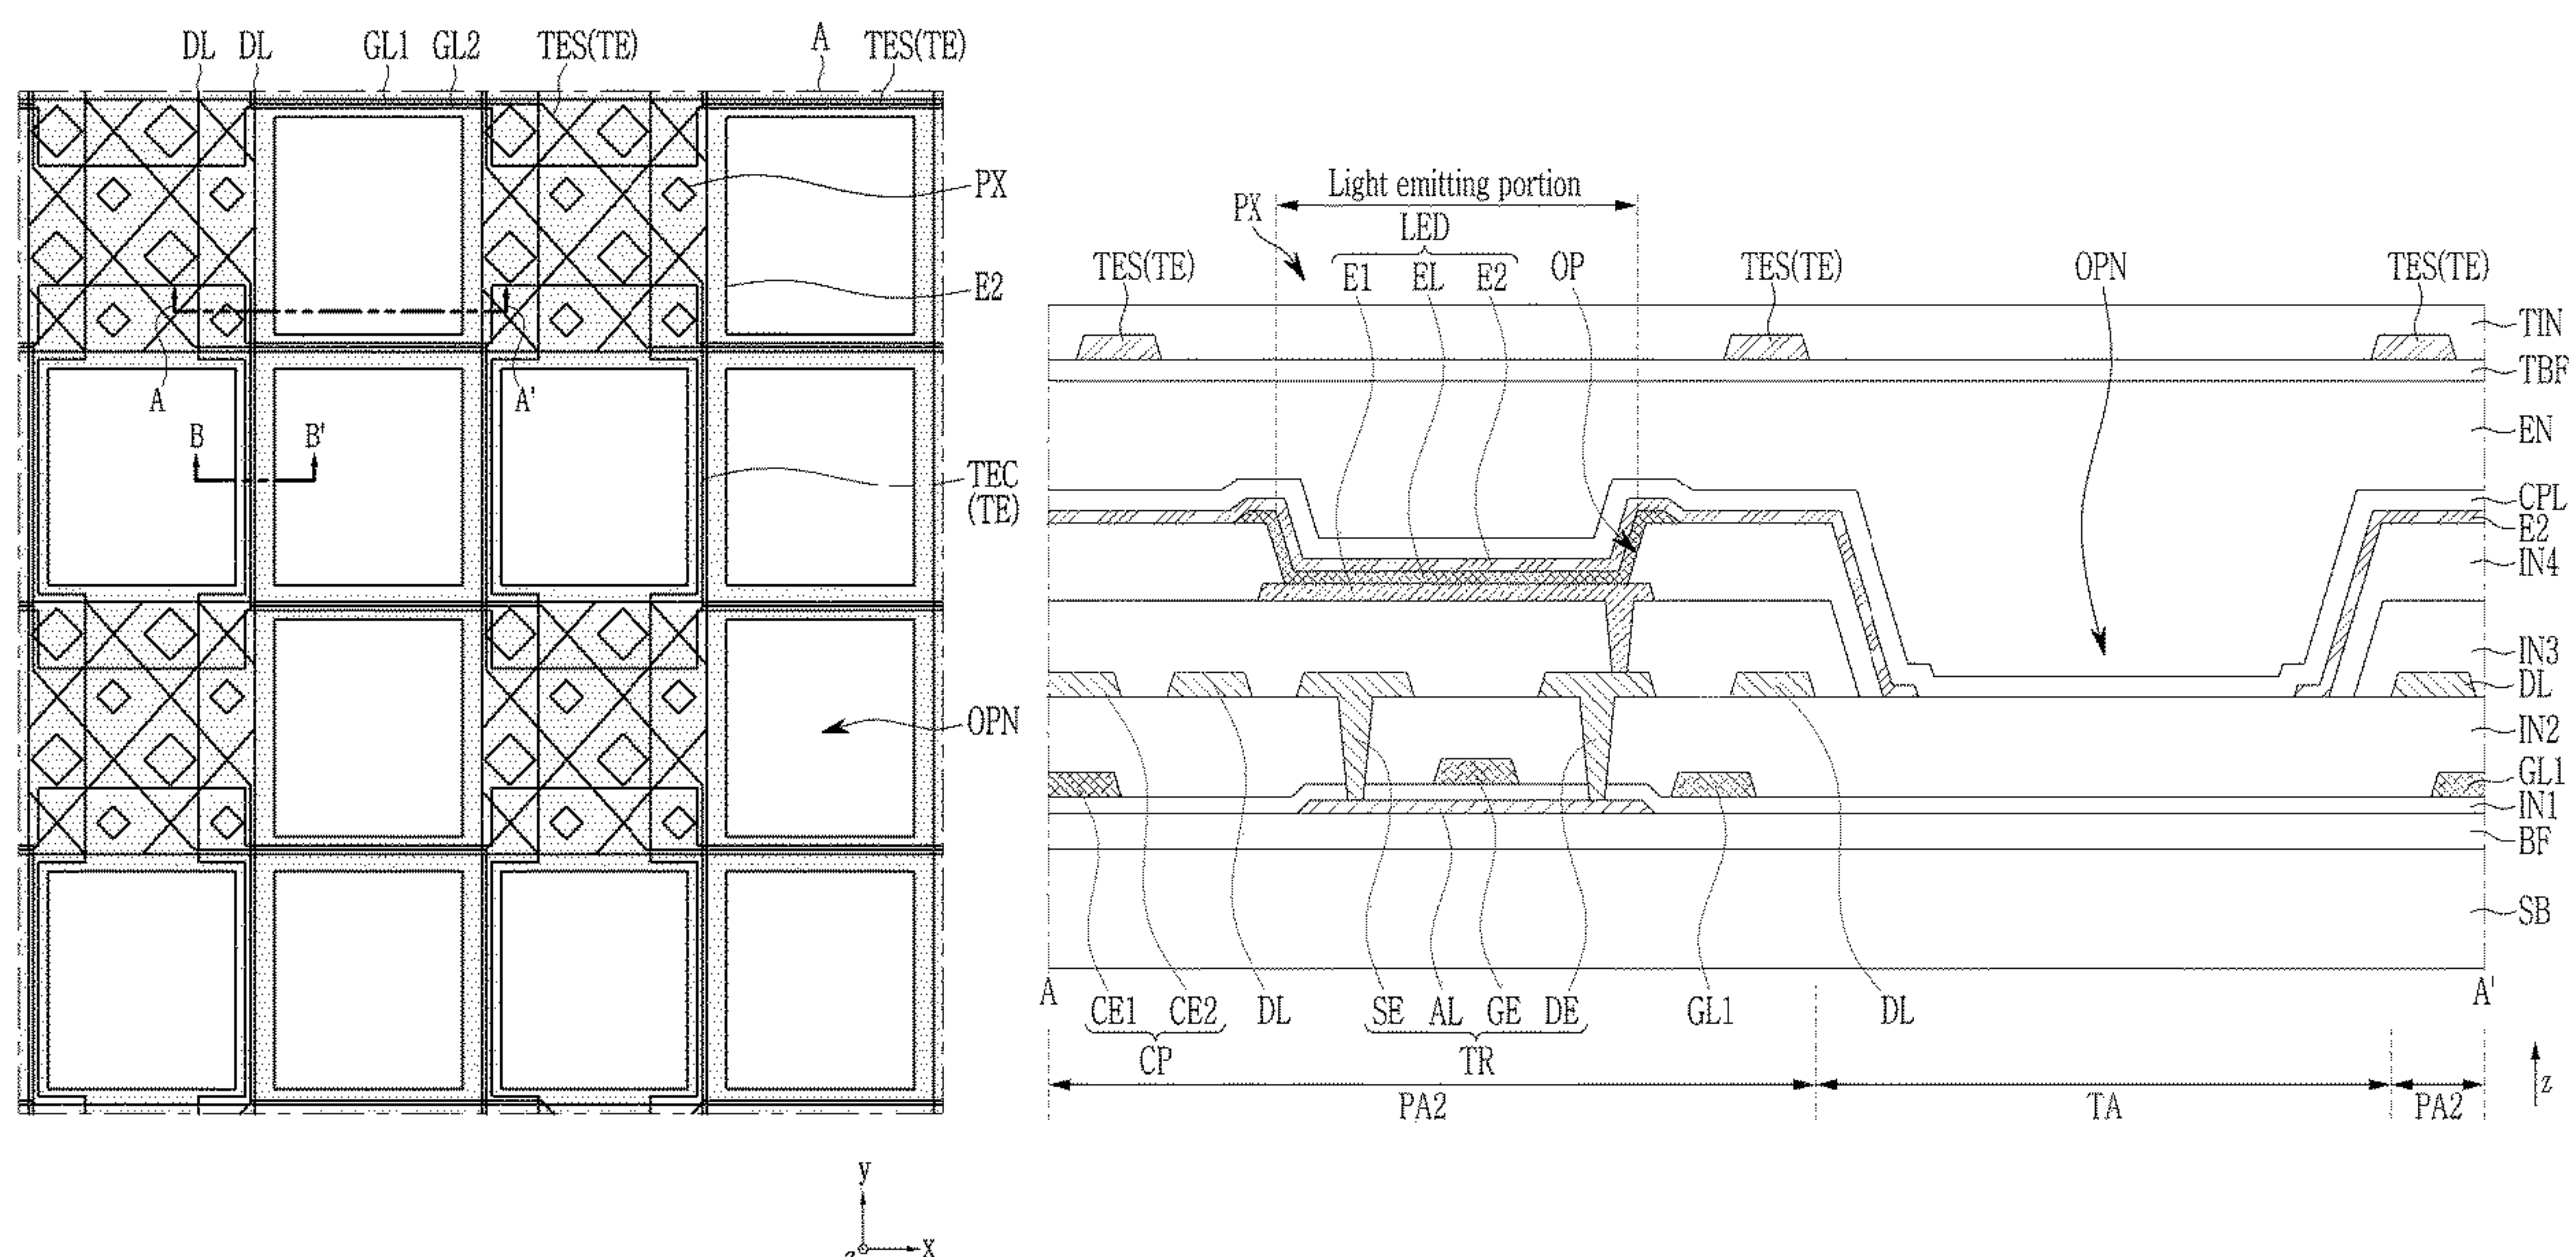 DL DL GL1 GL2 TES(TE) A TES(TE)
PX
E2
A A'
B B'
TEC
(TE)
OPN
y
z x
Light emitting portion
PX
LED
TES(TE) E1 EL E2 OP TES(TE) OPN TES(TE)
TIN
TBF
EN
CPL
E2
IN4
IN3
DL
IN2
GL1
IN1
BF
SB
A A'
CE1 CE2 DL SE AL GE DE GL1 DL
CP TR
PA2 TA PA2
z